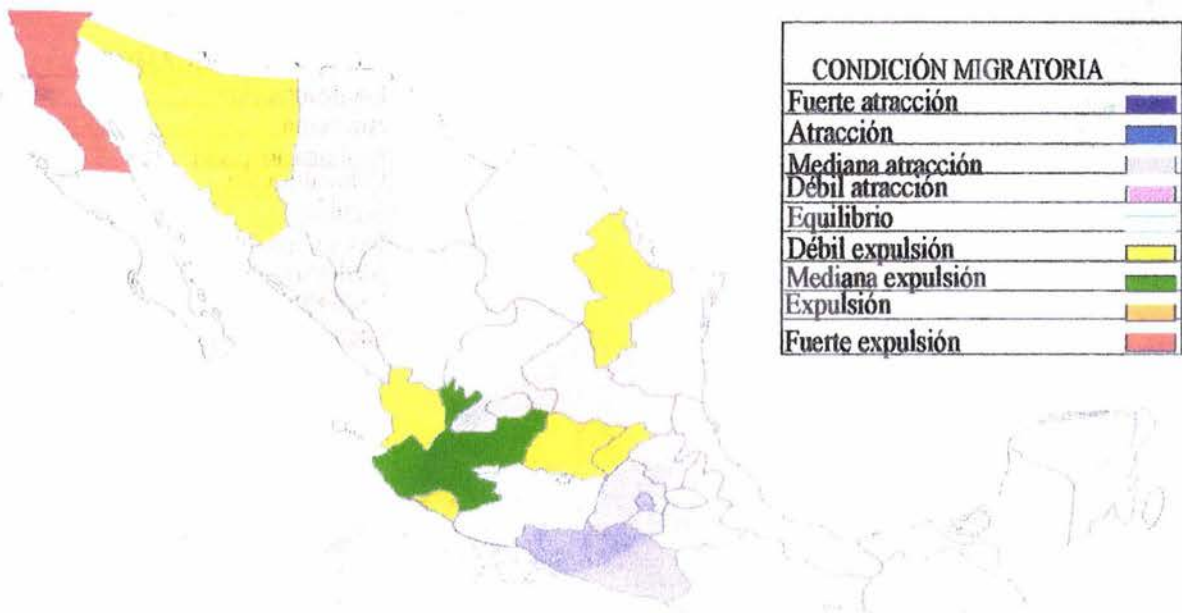 CONDICIÓN MIGRATORIA
Fuerte atracción
Atracción
Mediana atracción
Débil atracción
Equilibrio
Débil expulsión
Mediana expulsión
Expulsión
Fuerte expulsión